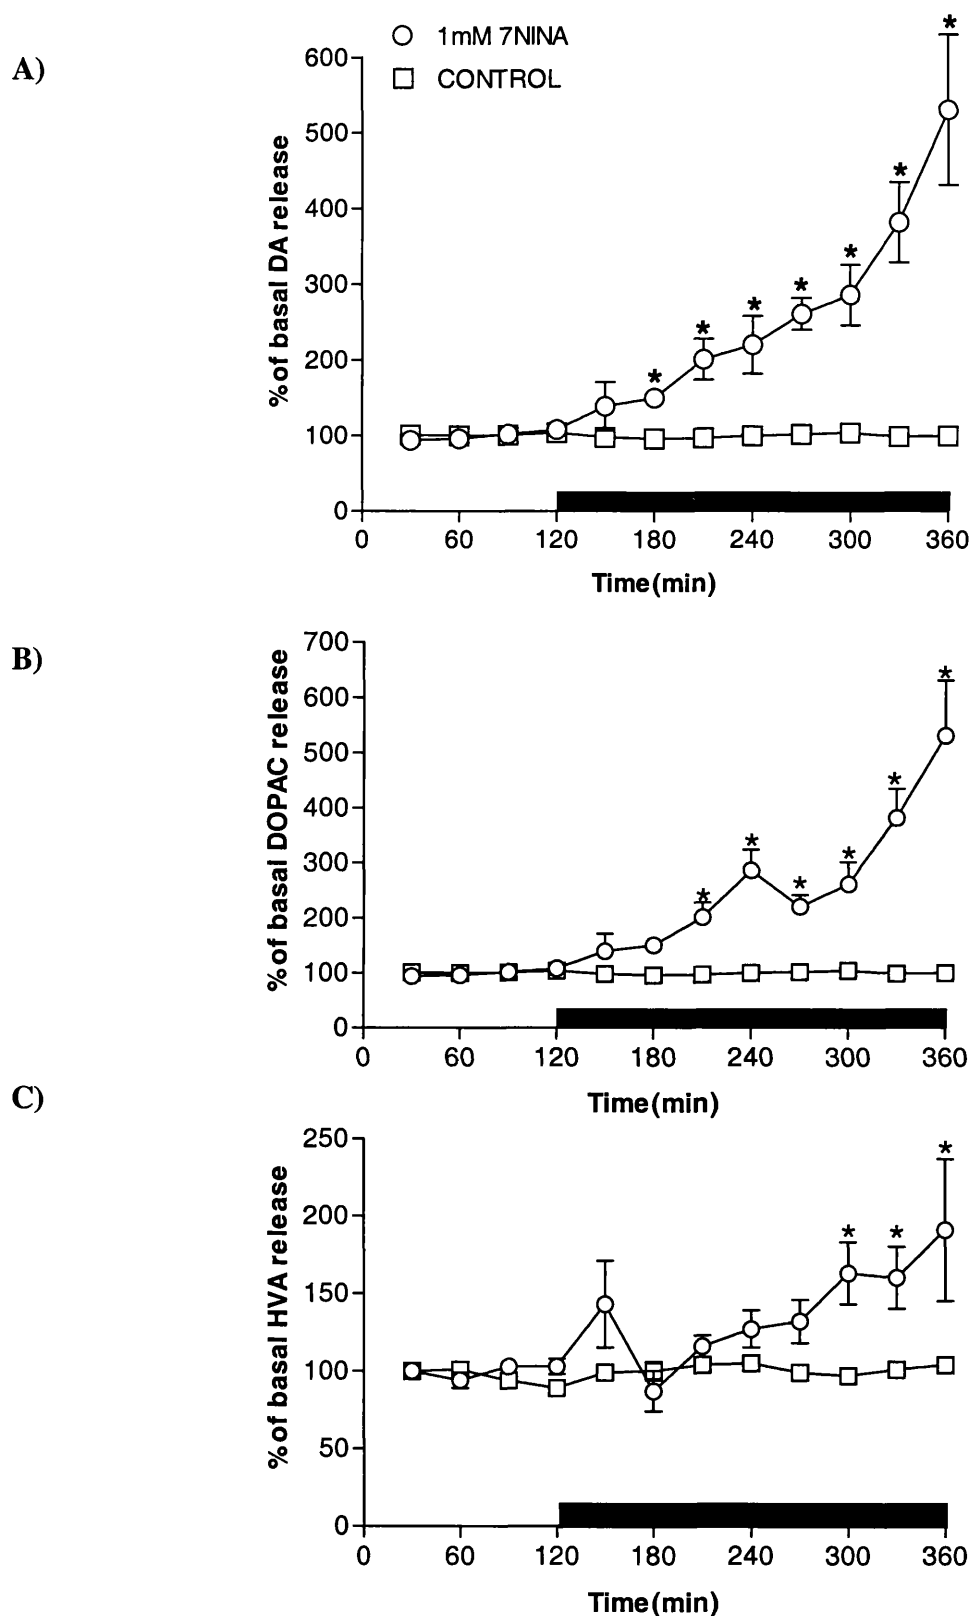 A)
1mM 7NINA
CONTROL
% of basal DA release
600
500
400
300
200
100
0
* * * * * * *
0 60 120 180 240 300 360
Time (min)
B)
% of basal DOPAC release
700
600
500
400
300
200
100
0
* * * * * *
0 60 120 180 240 300 360
Time (min)
C)
% of basal HVA release
250
200
150
100
50
0
* * *
0 60 120 180 240 300 360
Time (min)